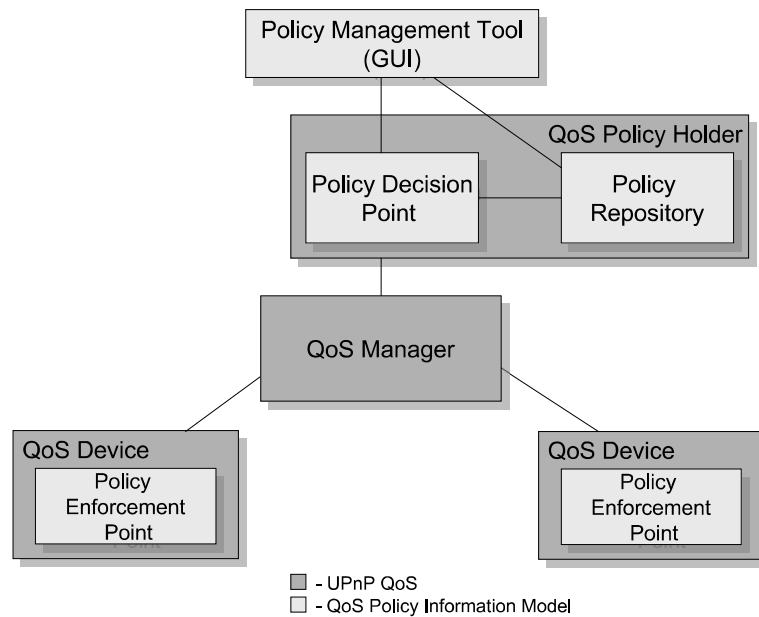 Policy Management Tool
(GUI)
QoS Policy Holder
Policy Decision
Point
Policy
Repository
QoS Manager
QoS Device
Policy
Enforcement
Point
QoS Device
Policy
Enforcement
Point
- UPnP QoS
- QoS Policy Information Model